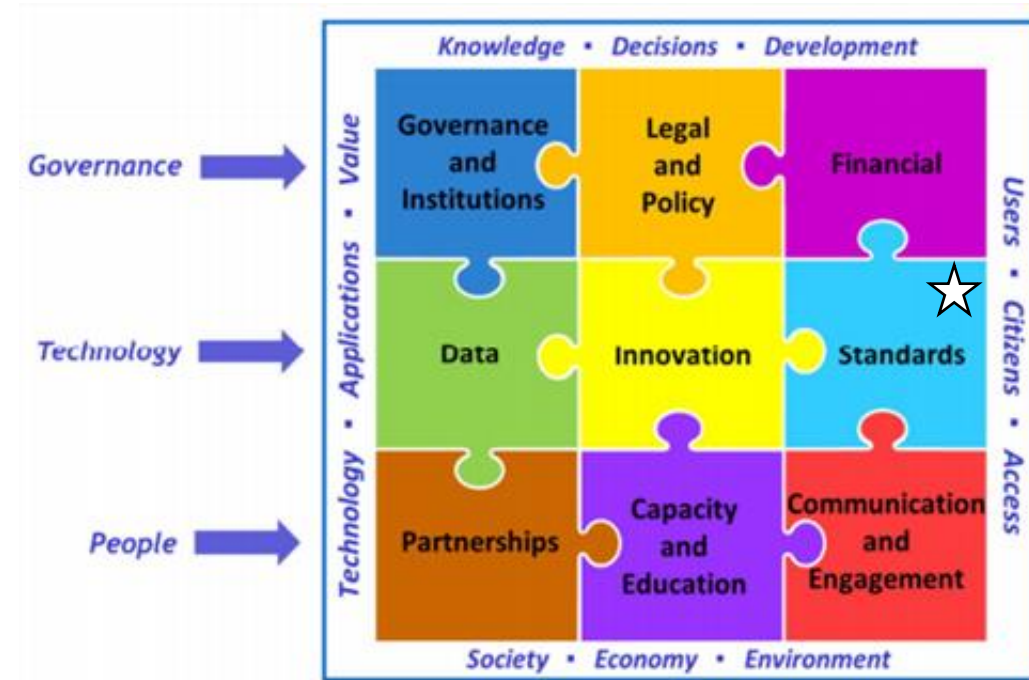 Knowledge • Decisions • Development
Governance
Technology
People
Technology • Applications • Value
Governance
and
Institutions
Legal
and
Policy
Financial
Data
Innovation
Standards
Partnerships
Capacity
and
Education
Communication
and
Engagement
Users • Citizens • Access
Society • Economy • Environment